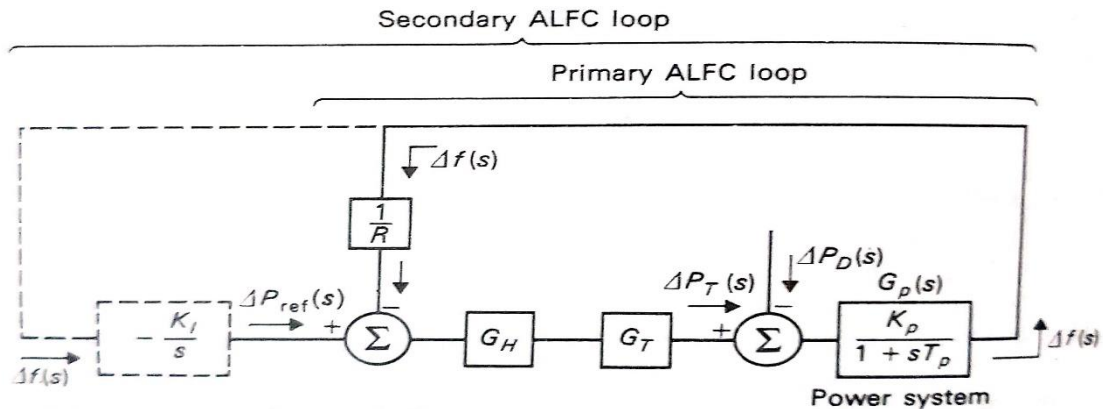 Secondary ALFC loop
Primary ALFC loop
Δf(s)
1
R
ΔP_ref(s)
ΔP_T(s)
ΔP_D(s)
G_p(s)
−
−
- K_I
s
+
Σ
G_H
G_T
+
Σ
K_p
1 + sT_p
Δf(s)
Δf(s)
Power system